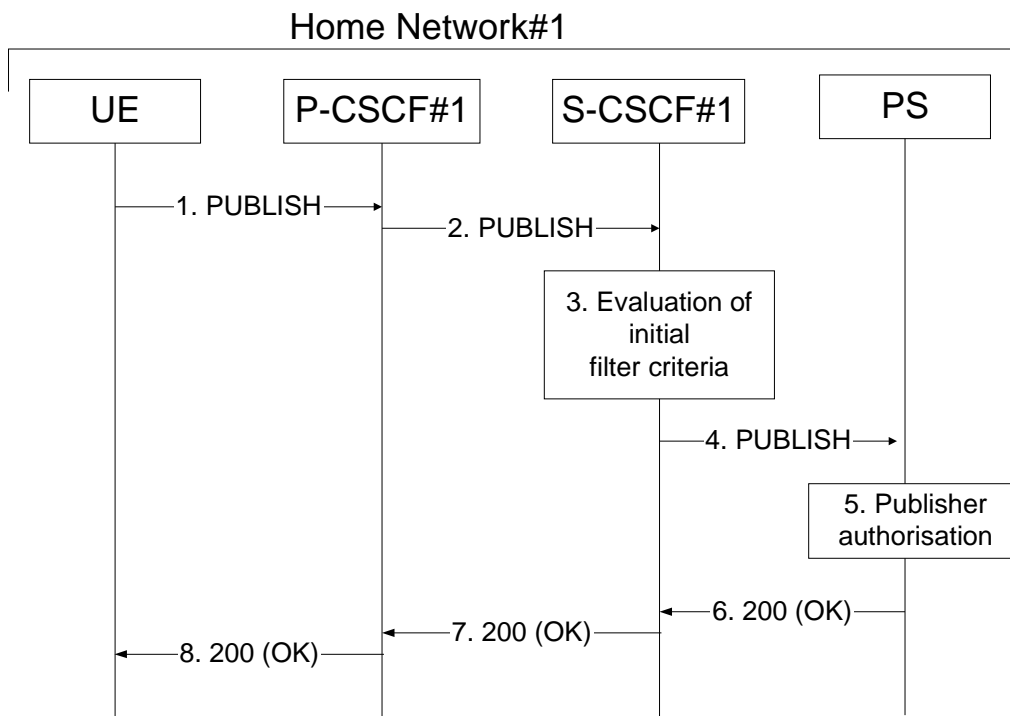 Home Network#1
UE
P-CSCF#1
S-CSCF#1
PS
1. PUBLISH
2. PUBLISH
3. Evaluation of
initial
filter criteria
4. PUBLISH
5. Publisher
authorisation
6. 200 (OK)
7. 200 (OK)
8. 200 (OK)